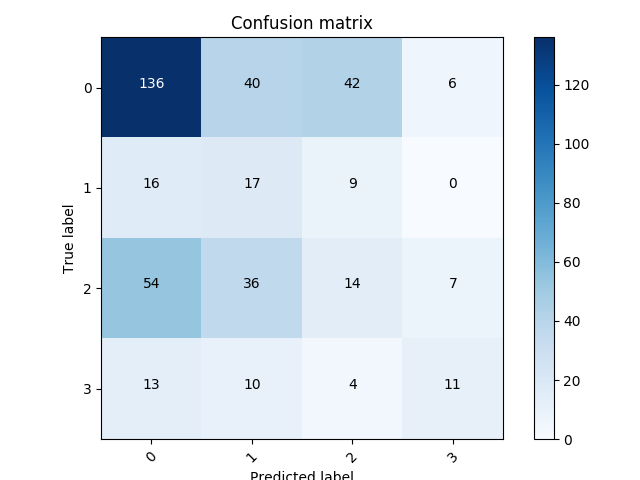 Confusion matrix
True label
0 136 40 42 6
1 16 17 9 0
2 54 36 14 7
3 13 10 4 11
0 1 2 3
Predicted label
120
100
80
60
40
20
0